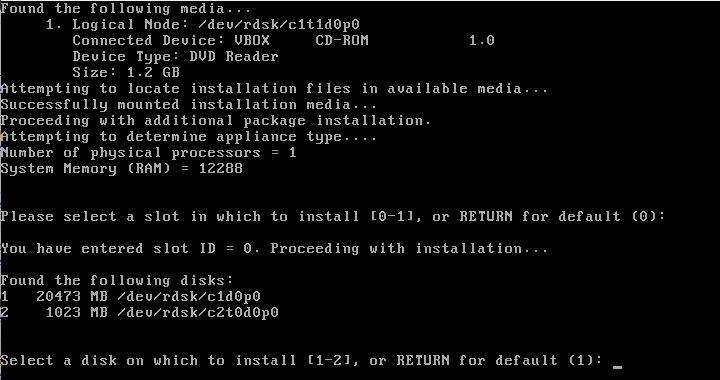 Found the following media...
     1. Logical Node: /dev/rdsk/c1t1d0p0
        Connected Device: VBOX     CD-ROM           1.0
        Device Type: DVD Reader
        Size: 1.2 GB
Attempting to locate installation files in available media...
Successfully mounted installation media...
Proceeding with additional package installation.
Attempting to determine appliance type....
Number of physical processors = 1
System Memory (RAM) = 12288
Please select a slot in which to install [0-1], or RETURN for default (0):
You have entered slot ID = 0. Proceeding with installation...
Found the following disks:
1   20473 MB /dev/rdsk/c1d0p0
2    1023 MB /dev/rdsk/c2t0d0p0
Select a disk on which to install [1-2], or RETURN for default (1): _